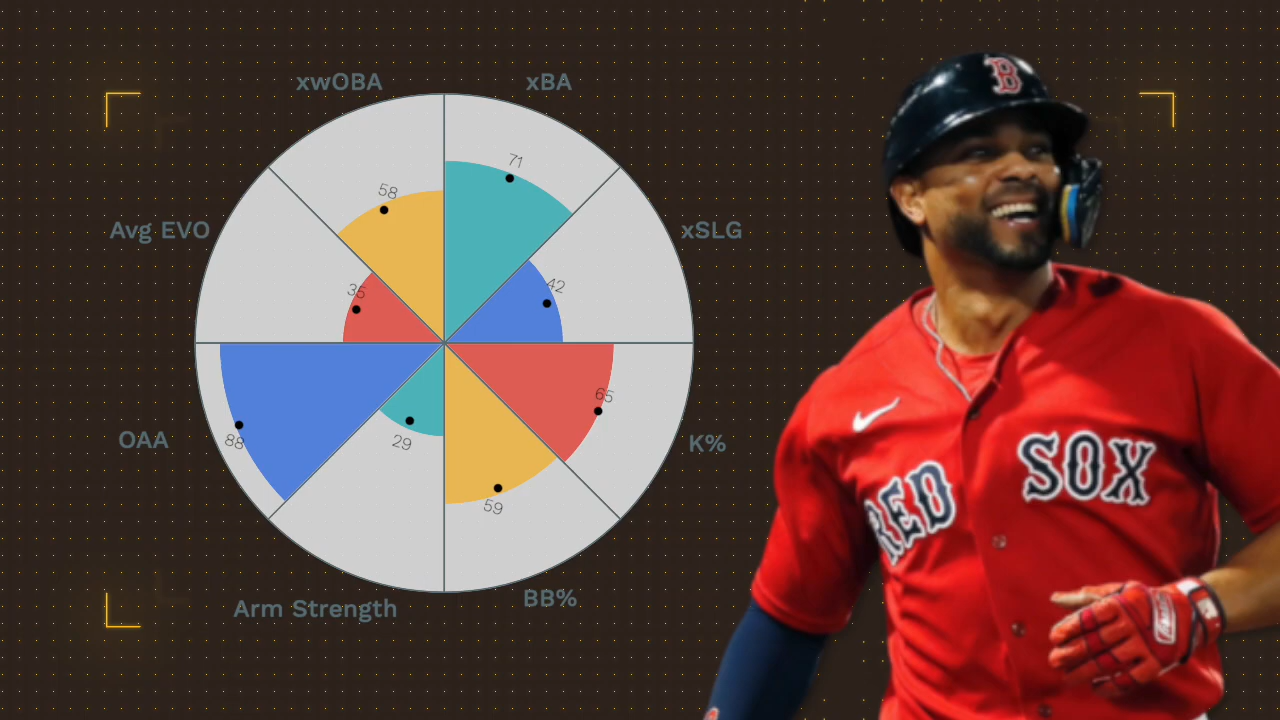 xwOBA
xBA
B
71
58
Avg EVO
xSLG
42
35
65
OAA
88
K%
29
59
RED SOX
BB%
Arm Strength